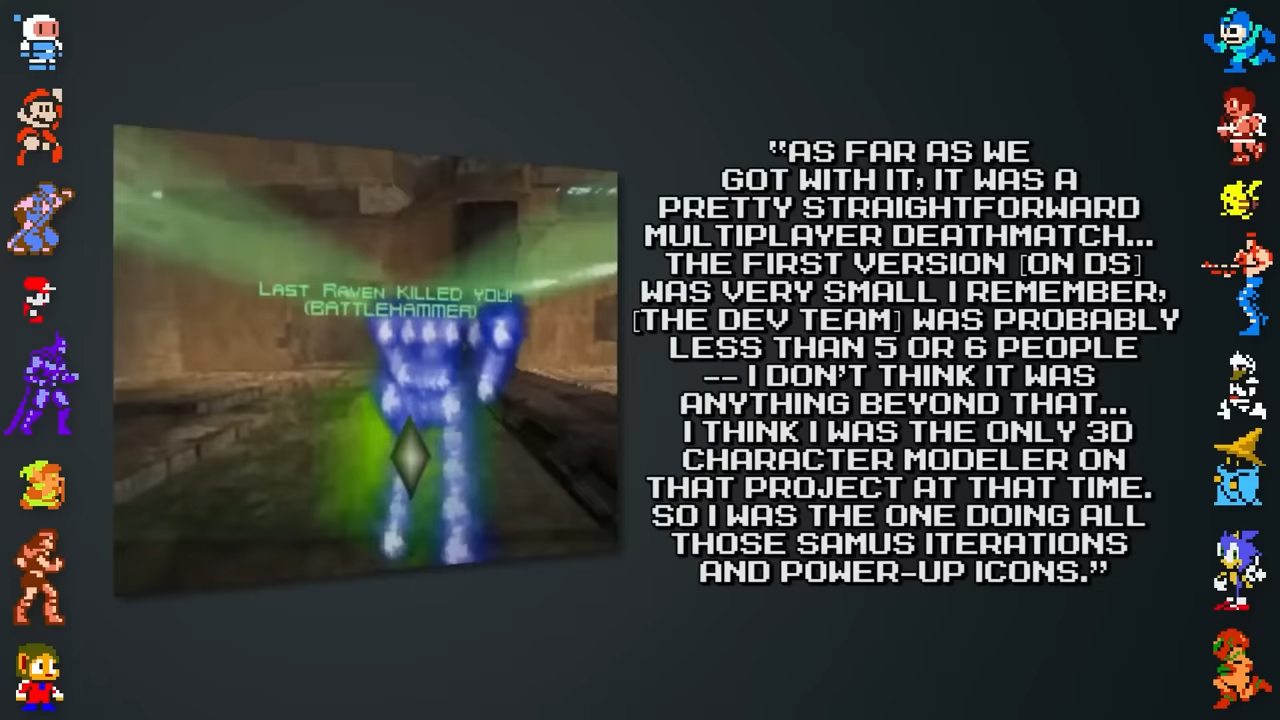 LAST RAVEN KILLED YOU!
(BATTLEHAMMER)
"AS FAR AS WE
GOT WITH IT, IT WAS A
PRETTY STRAIGHTFORWARD
MULTIPLAYER DEATHMATCH...
THE FIRST VERSION [ON DS]
WAS VERY SMALL I REMEMBER,
[THE DEV TEAM] WAS PROBABLY
LESS THAN 5 OR 6 PEOPLE
-- I DON'T THINK IT WAS
ANYTHING BEYOND THAT...
I THINK I WAS THE ONLY 3D
CHARACTER MODELER ON
THAT PROJECT AT THAT TIME.
SO I WAS THE ONE DOING ALL
THOSE SAMUS ITERATIONS
AND POWER-UP ICONS."